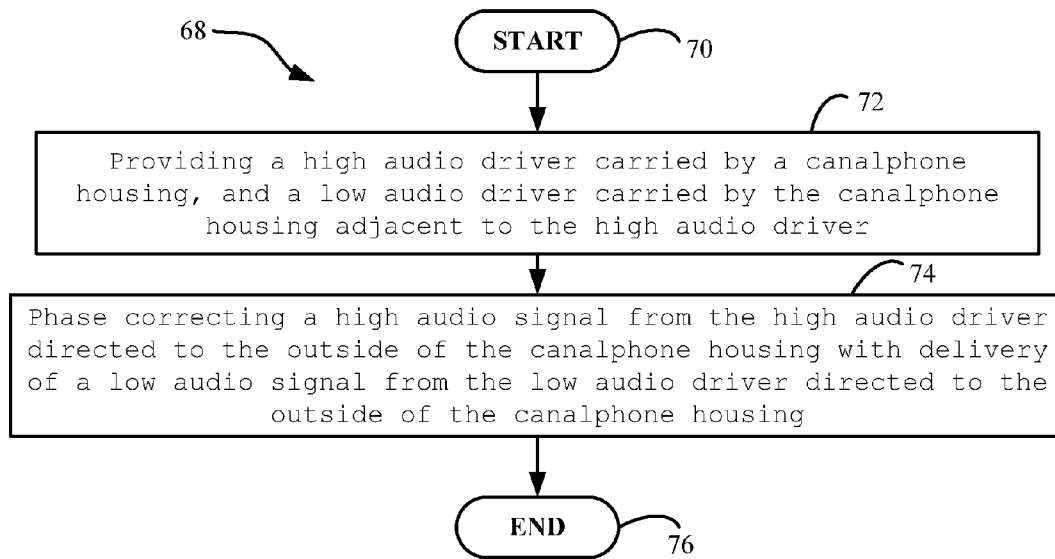 68
START
70
72
Providing a high audio driver carried by a canalphone
housing, and a low audio driver carried by the canalphone
housing adjacent to the high audio driver
74
Phase correcting a high audio signal from the high audio driver
directed to the outside of the canalphone housing with delivery
of a low audio signal from the low audio driver directed to the
outside of the canalphone housing
END
76